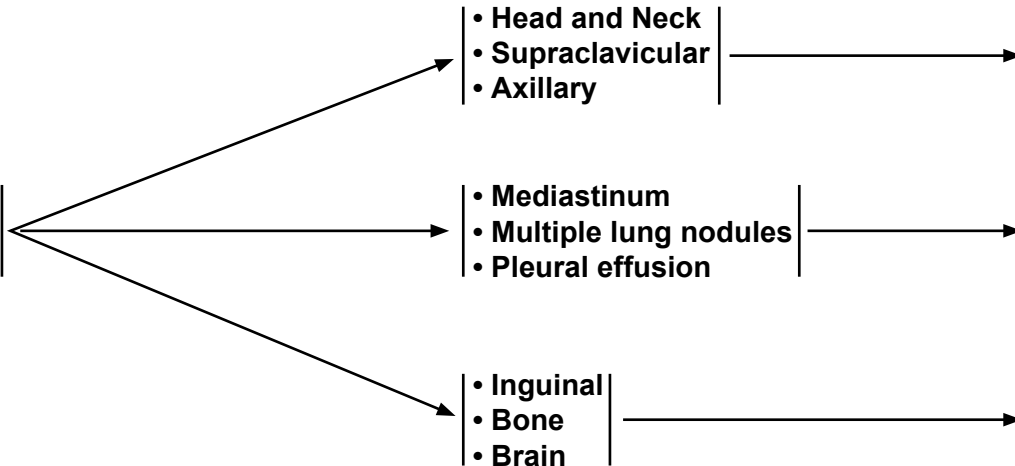 • Head and Neck
• Supraclavicular
• Axillary
• Mediastinum
• Multiple lung nodules
• Pleural effusion
• Inguinal
• Bone
• Brain